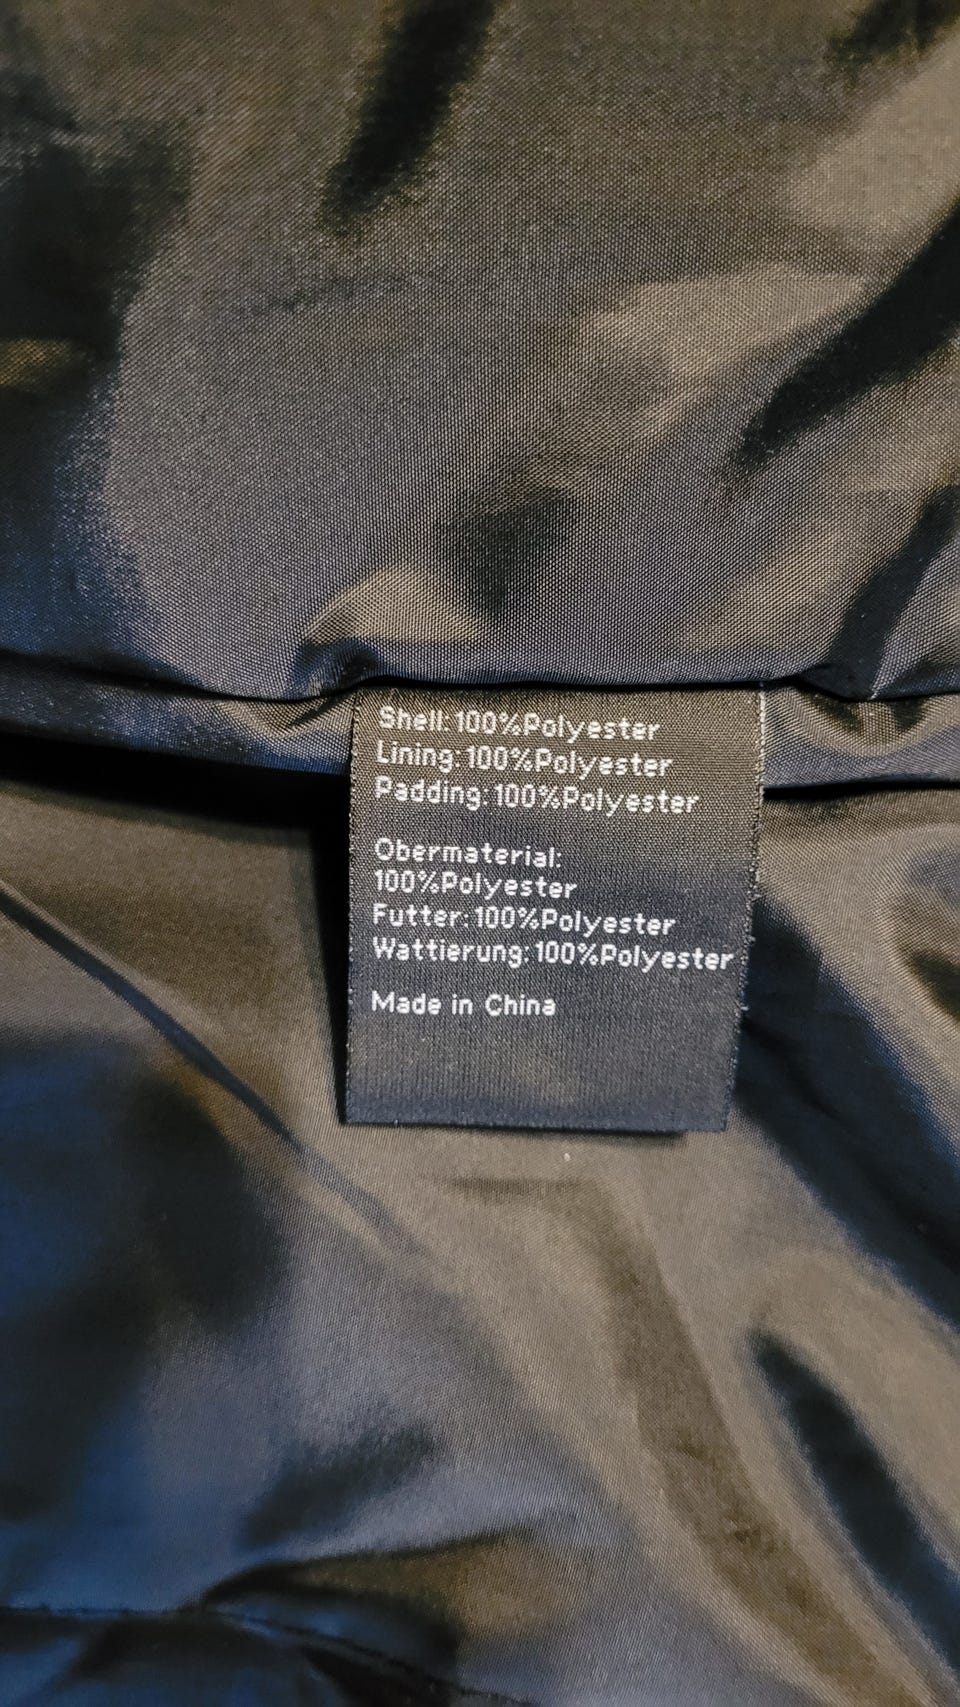 Shell:100%Polyester
Lining:100%Polyester
Padding:100%Polyester
Obermaterial:
100%Polyester
Futter:100%Polyester
Wattierung:100%Polyester
Made in China